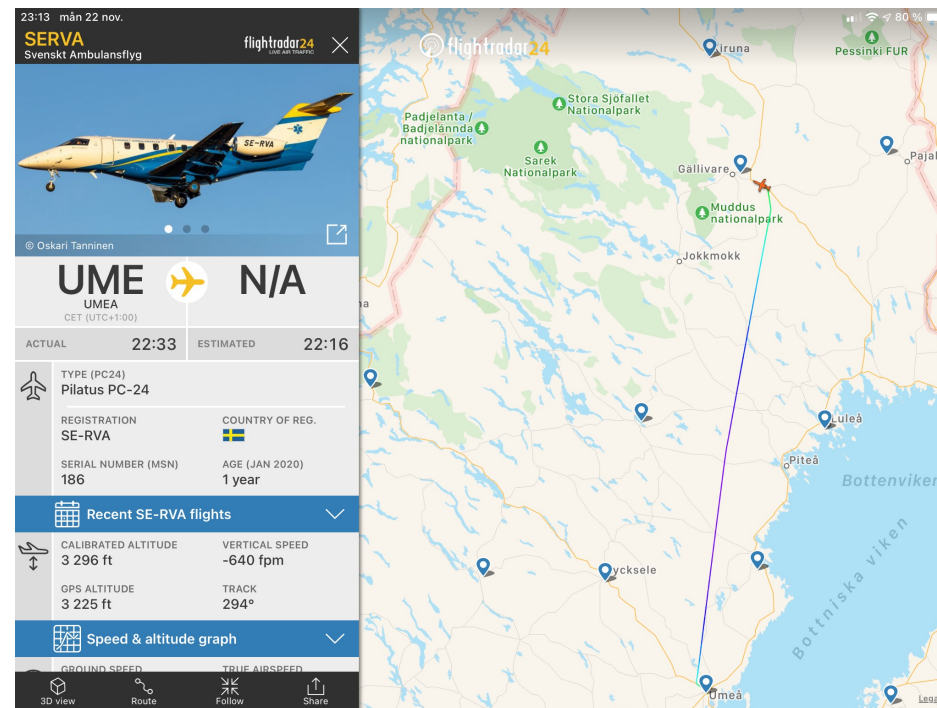 23:13 mån 22 nov.
80 %
SERVA
Svenskt Ambulansflyg
flightradar24
LIVE AIR TRAFFIC
SE-RVA
© Oskari Tanninen
UME
N/A
UMEA
CET (UTC+1:00)
ACTUAL 22:33
ESTIMATED 22:16
TYPE (PC24)
Pilatus PC-24
REGISTRATION COUNTRY OF REG.
SE-RVA
SERIAL NUMBER (MSN) AGE (JAN 2020)
186 1 year
Recent SE-RVA flights
CALIBRATED ALTITUDE VERTICAL SPEED
3 296 ft -640 fpm
GPS ALTITUDE TRACK
3 225 ft 294°
Speed & altitude graph
GROUND SPEED TRUE AIRSPEED
3D view Route Follow Share
flightradar24
iruna
Pessinki FUR
Stora Sjöfallet
Nationalpark
Padjelanta /
Badjelánnda
nationalpark
Sarek
Nationalpark
Gällivare
Pajal
Muddus
nationalpark
Jokkmokk
na
Luleå
Piteå
Bottenviken
Bottniska viken
ycksele
Umeå
Lega